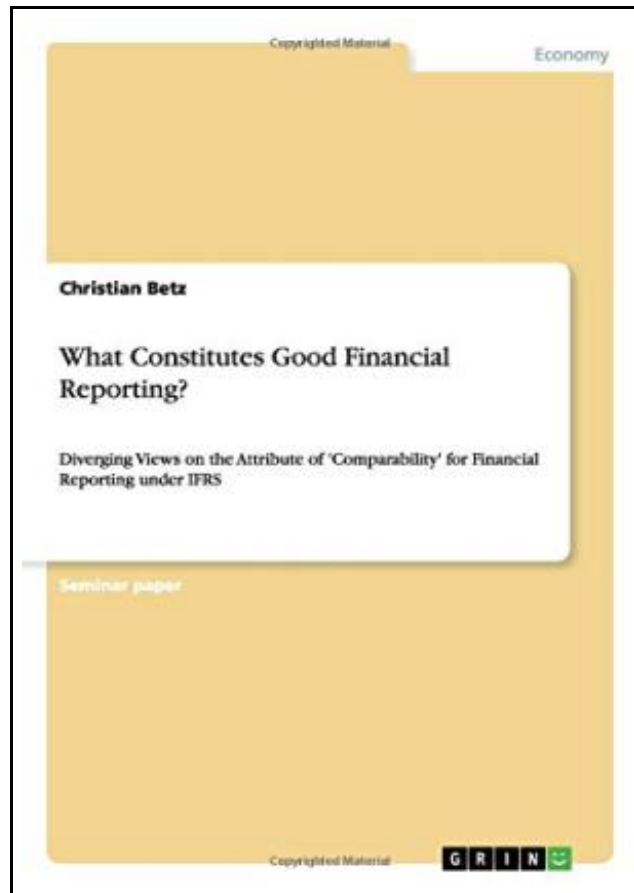 Copyrighted Material
Economy
Christian Betz
What Constitutes Good Financial
Reporting?
Diverging Views on the Attribute of 'Comparability' for Financial
Reporting under IFRS
Seminar paper
Copyrighted Material
GRIN